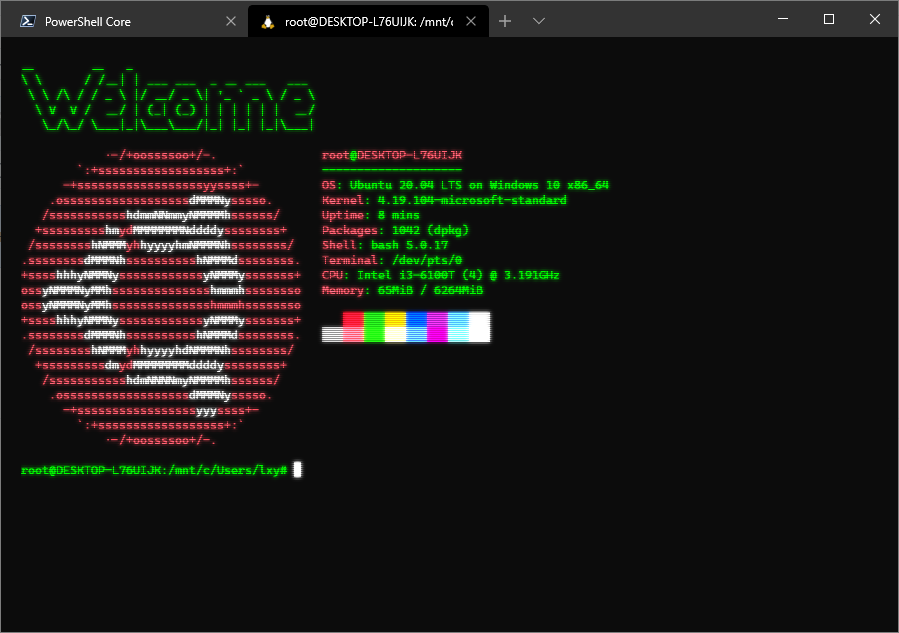 PowerShell Core
root@DESKTOP-L76UIJK: /mnt/c
Welcome
root@DESKTOP-L76UIJK
--------------------
OS: Ubuntu 20.04 LTS on Windows 10 x86_64
Kernel: 4.19.104-microsoft-standard
Uptime: 8 mins
Packages: 1042 (dpkg)
Shell: bash 5.0.17
Terminal: /dev/pts/0
CPU: Intel i3-6100T (4) @ 3.191GHz
Memory: 65MiB / 6264MiB
root@DESKTOP-L76UIJK:/mnt/c/Users/lxy#